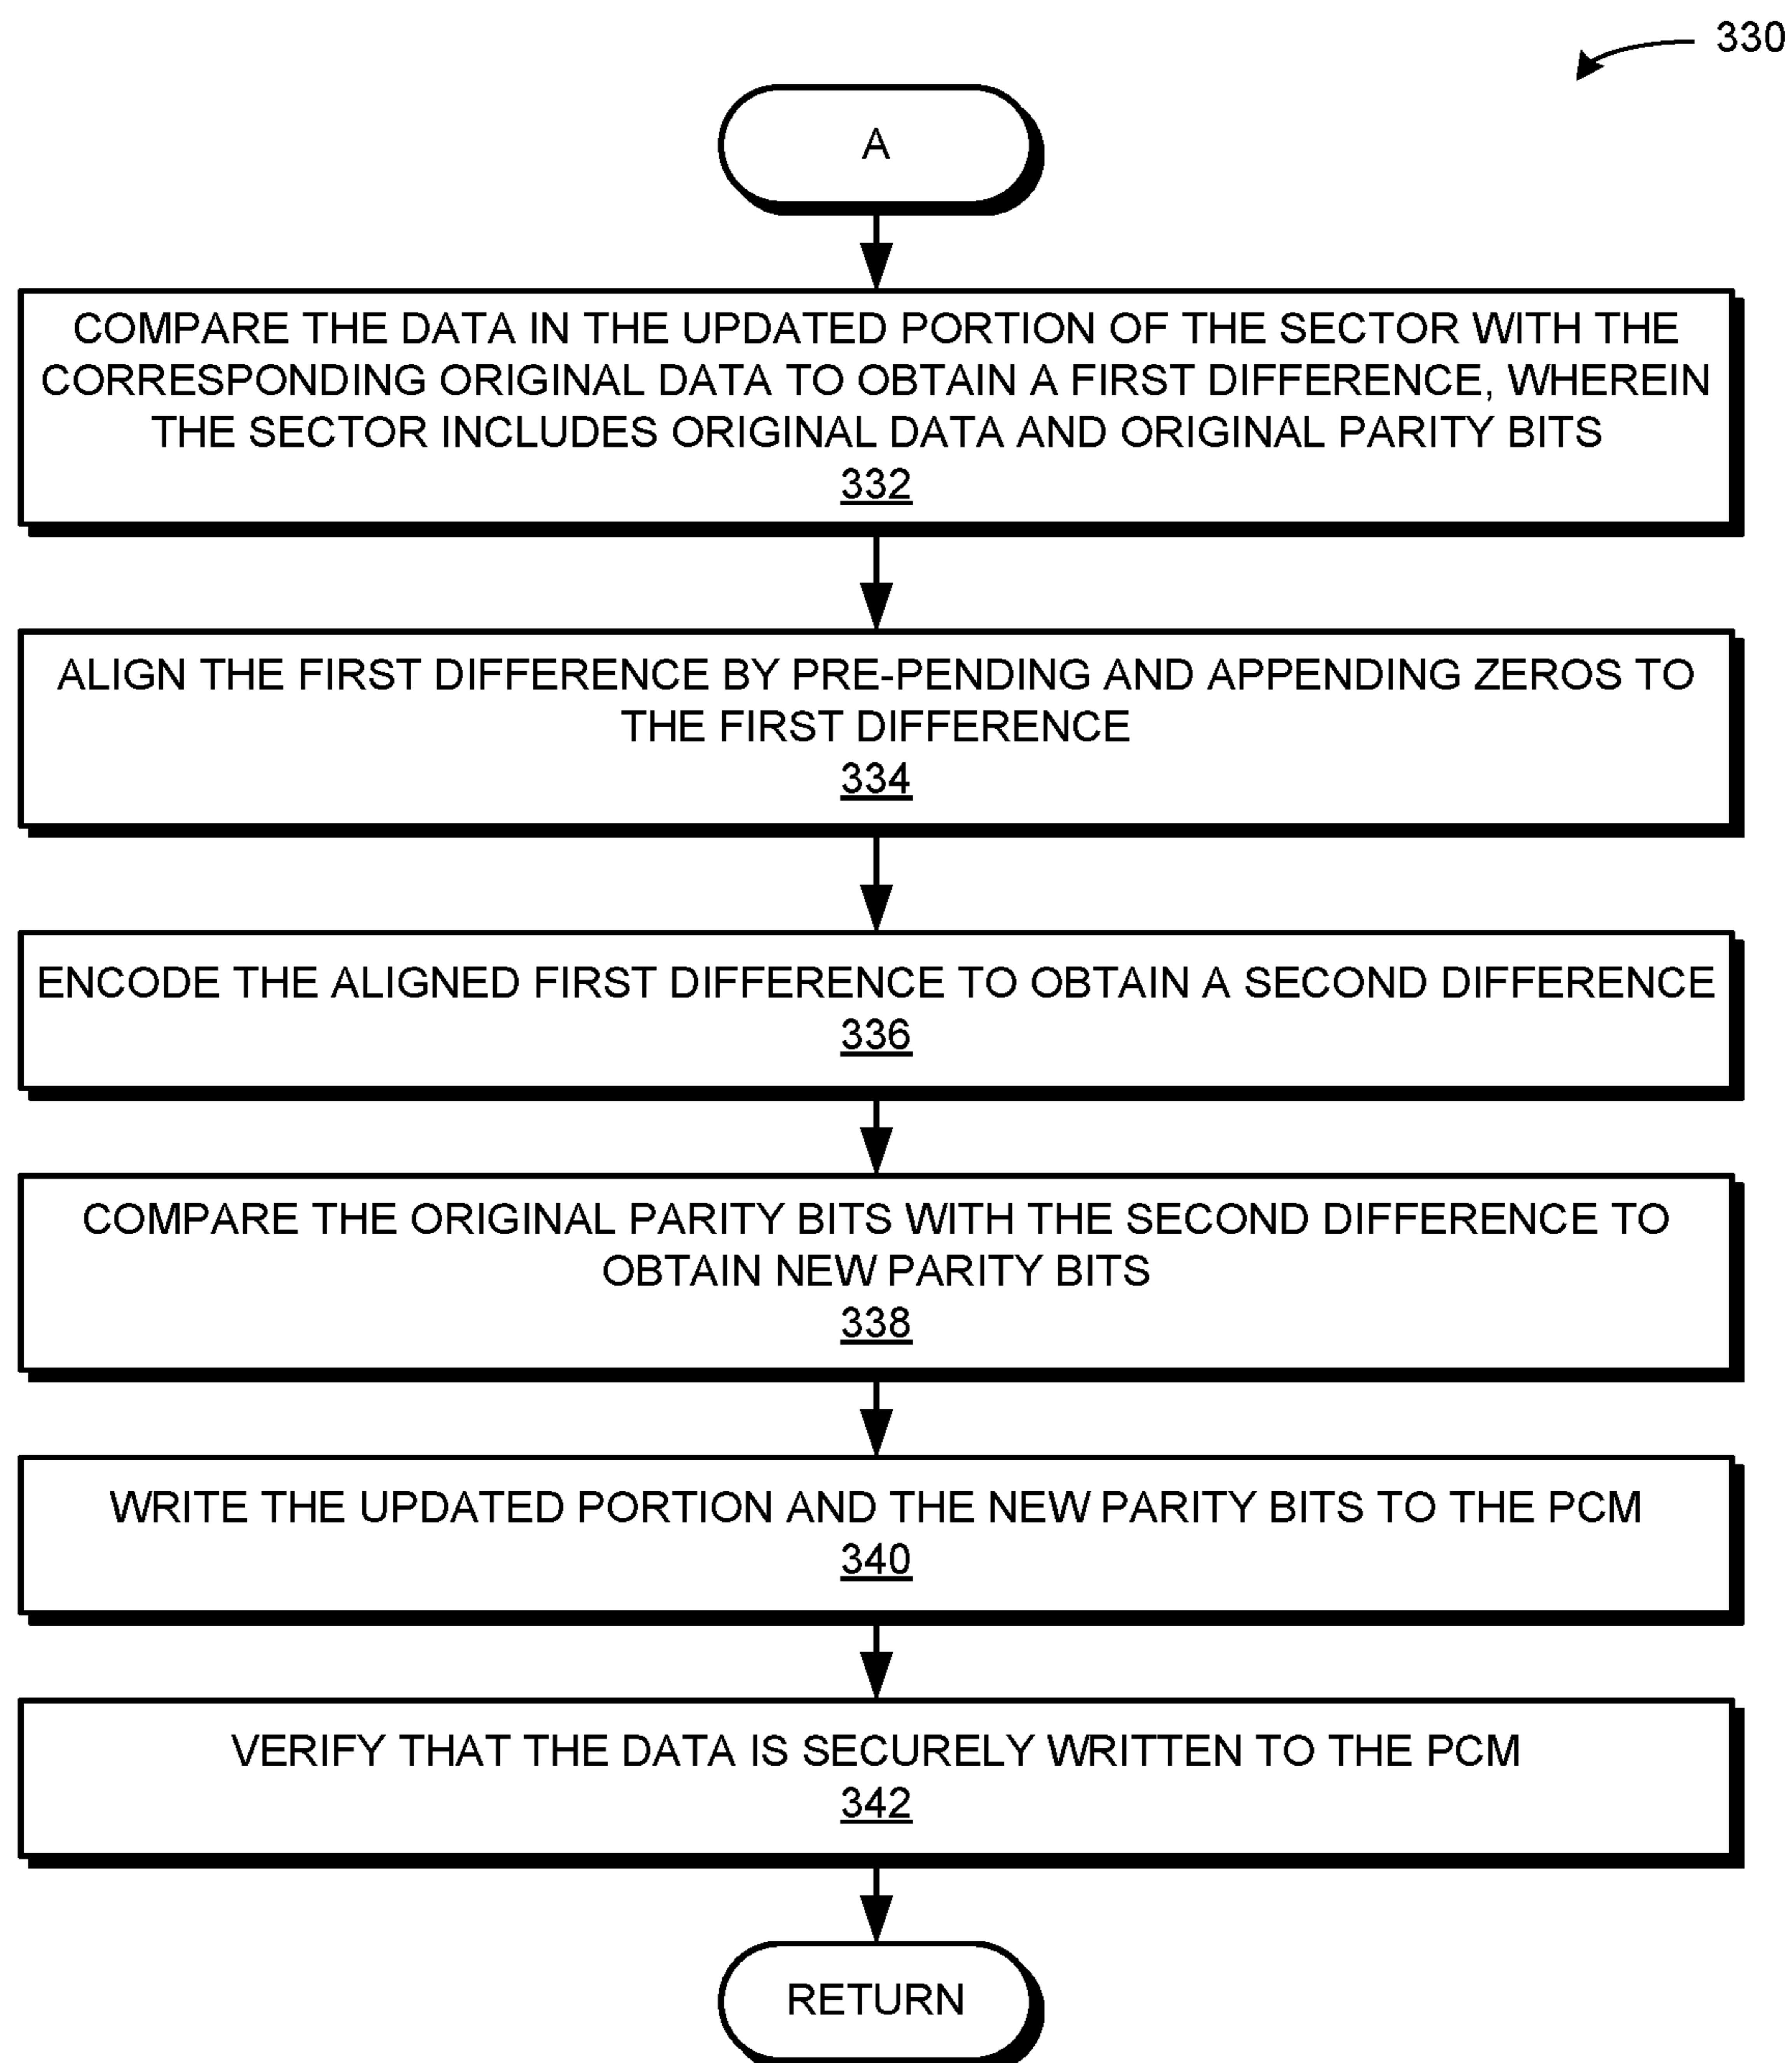 330
A
COMPARE THE DATA IN THE UPDATED PORTION OF THE SECTOR WITH THE
CORRESPONDING ORIGINAL DATA TO OBTAIN A FIRST DIFFERENCE, WHEREIN
THE SECTOR INCLUDES ORIGINAL DATA AND ORIGINAL PARITY BITS
332
ALIGN THE FIRST DIFFERENCE BY PRE-PENDING AND APPENDING ZEROS TO
THE FIRST DIFFERENCE
334
ENCODE THE ALIGNED FIRST DIFFERENCE TO OBTAIN A SECOND DIFFERENCE
336
COMPARE THE ORIGINAL PARITY BITS WITH THE SECOND DIFFERENCE TO
OBTAIN NEW PARITY BITS
338
WRITE THE UPDATED PORTION AND THE NEW PARITY BITS TO THE PCM
340
VERIFY THAT THE DATA IS SECURELY WRITTEN TO THE PCM
342
RETURN